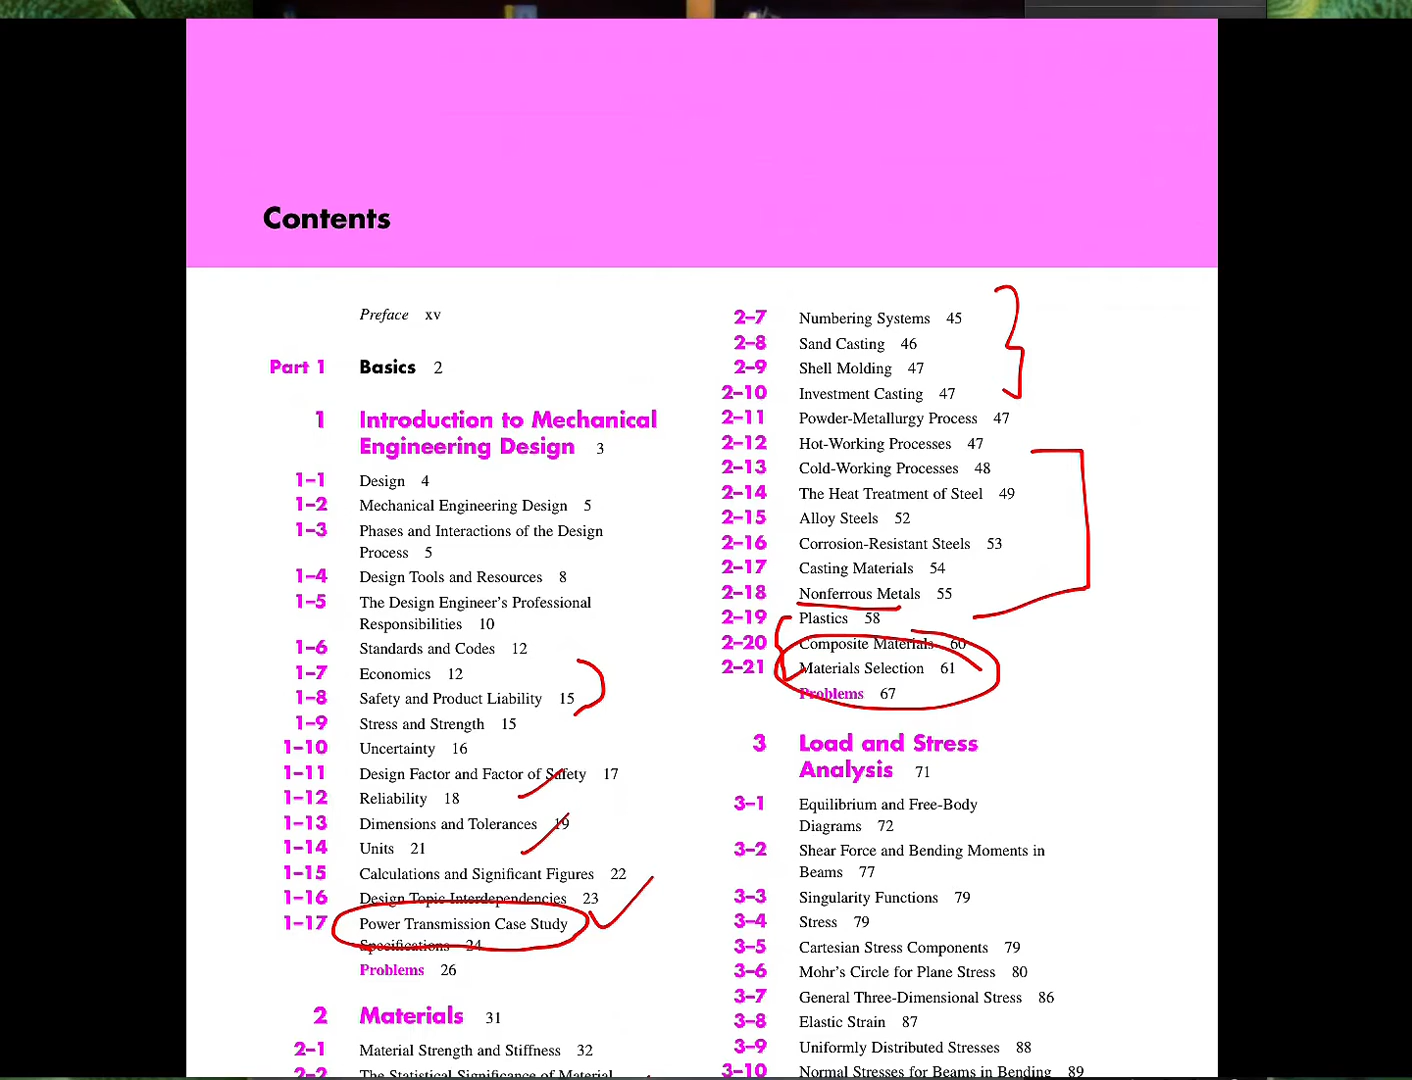 Contents
Preface xv
Part 1 Basics 2
1 Introduction to Mechanical
Engineering Design 3
1–1 Design 4
1–2 Mechanical Engineering Design 5
1–3 Phases and Interactions of the Design
Process 5
1–4 Design Tools and Resources 8
1–5 The Design Engineer's Professional
Responsibilities 10
1–6 Standards and Codes 12
1–7 Economics 12
1–8 Safety and Product Liability 15
1–9 Stress and Strength 15
1–10 Uncertainty 16
1–11 Design Factor and Factor of Safety 17
1–12 Reliability 18
1–13 Dimensions and Tolerances 19
1–14 Units 21
1–15 Calculations and Significant Figures 22
1–16 Design Topic Interdependencies 23
1–17 Power Transmission Case Study
Specifications 24
Problems 26
2 Materials 31
2–1 Material Strength and Stiffness 32
2–2 The Statistical Significance of Material
2–7 Numbering Systems 45
2–8 Sand Casting 46
2–9 Shell Molding 47
2–10 Investment Casting 47
2–11 Powder-Metallurgy Process 47
2–12 Hot-Working Processes 47
2–13 Cold-Working Processes 48
2–14 The Heat Treatment of Steel 49
2–15 Alloy Steels 52
2–16 Corrosion-Resistant Steels 53
2–17 Casting Materials 54
2–18 Nonferrous Metals 55
2–19 Plastics 58
2–20 Composite Materials 60
2–21 Materials Selection 61
Problems 67
3 Load and Stress
Analysis 71
3–1 Equilibrium and Free-Body
Diagrams 72
3–2 Shear Force and Bending Moments in
Beams 77
3–3 Singularity Functions 79
3–4 Stress 79
3–5 Cartesian Stress Components 79
3–6 Mohr's Circle for Plane Stress 80
3–7 General Three-Dimensional Stress 86
3–8 Elastic Strain 87
3–9 Uniformly Distributed Stresses 88
3–10 Normal Stresses for Beams in Bending 89